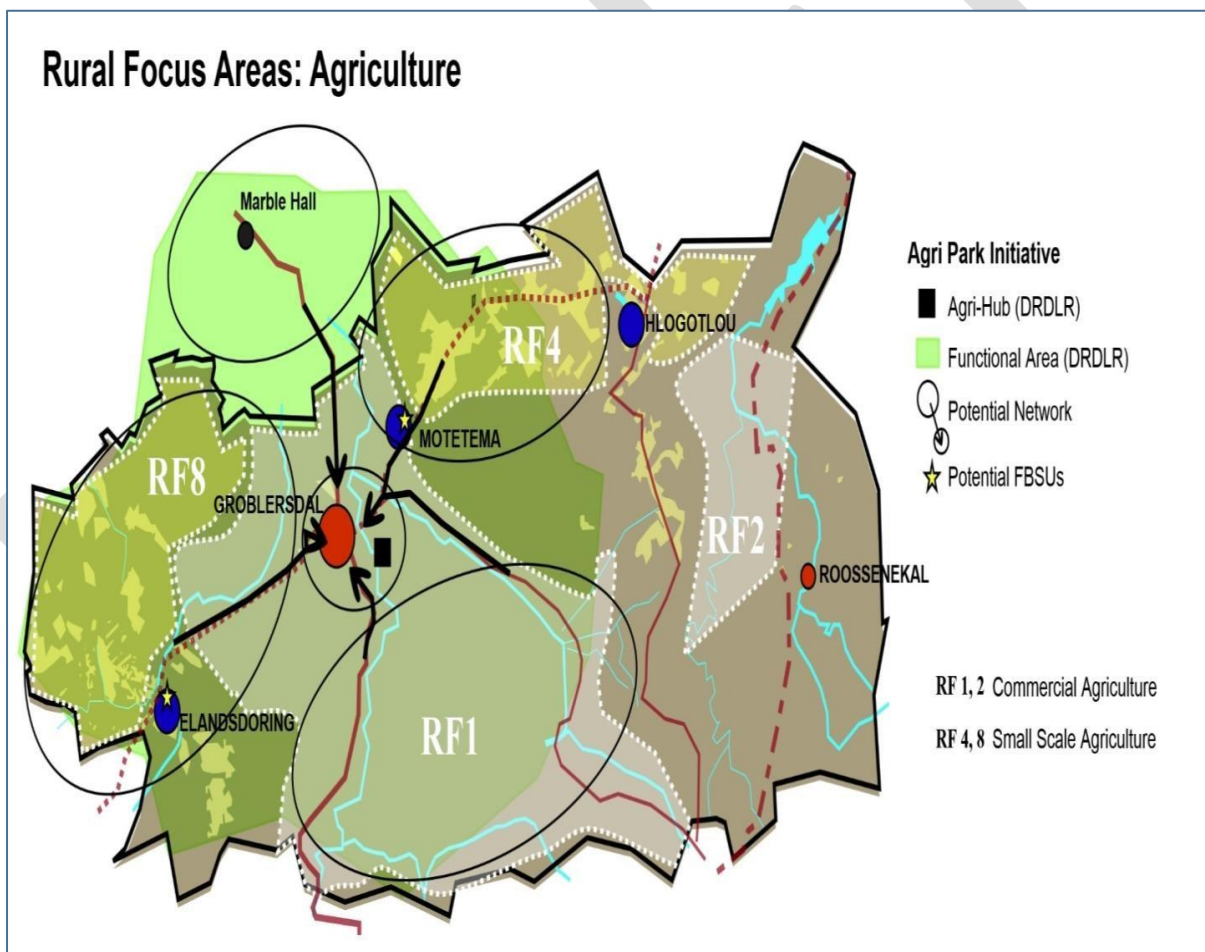 Rural Focus Areas: Agriculture
Marble Hall
Agri Park Initiative
Agri-Hub (DRDLR)
HLOGOTLOU
RF4
Functional Area (DRDLR)
Potential Network
MOTETEMA
RF8
Potential FBSUs
GROBLERSDAL
RF2
ROOSSENEKAL
ELANDSDORING
RF1
RF 1, 2 Commercial Agriculture
RF 4, 8 Small Scale Agriculture